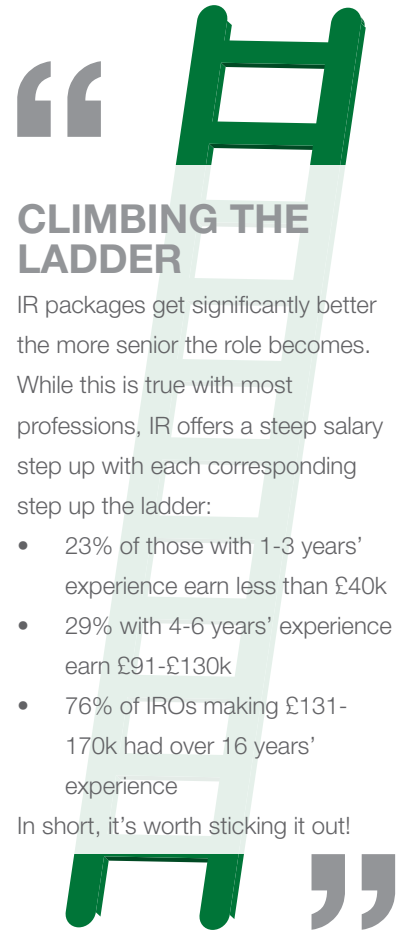 “
CLIMBING THE
LADDER
IR packages get significantly better
the more senior the role becomes.
While this is true with most
professions, IR offers a steep salary
step up with each corresponding
step up the ladder:
• 23% of those with 1-3 years’
experience earn less than £40k
• 29% with 4-6 years’ experience
earn £91-£130k
• 76% of IROs making £131-
170k had over 16 years’
experience
In short, it’s worth sticking it out!
”